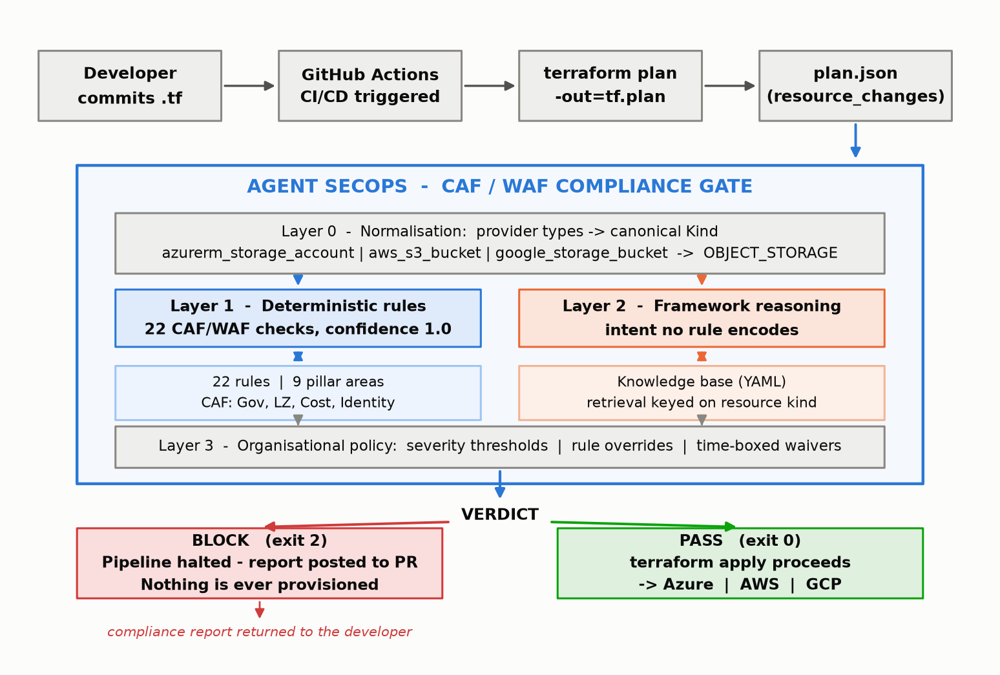 Developer
commits .tf
GitHub Actions
CI/CD triggered
terraform plan
-out=tf.plan
plan.json
(resource_changes)
AGENT SECOPS  -  CAF / WAF COMPLIANCE GATE
Layer 0  -  Normalisation:  provider types -> canonical Kind
azurerm_storage_account | aws_s3_bucket | google_storage_bucket  ->  OBJECT_STORAGE
Layer 1  -  Deterministic rules
22 CAF/WAF checks, confidence 1.0
Layer 2  -  Framework reasoning
intent no rule encodes
22 rules  |  9 pillar areas
CAF: Gov, LZ, Cost, Identity
Knowledge base (YAML)
retrieval keyed on resource kind
Layer 3  -  Organisational policy:  severity thresholds  |  rule overrides  |  time-boxed waivers
VERDICT
BLOCK   (exit 2)
Pipeline halted - report posted to PR
Nothing is ever provisioned
PASS   (exit 0)
terraform apply proceeds
-> Azure  |  AWS  |  GCP
compliance report returned to the developer